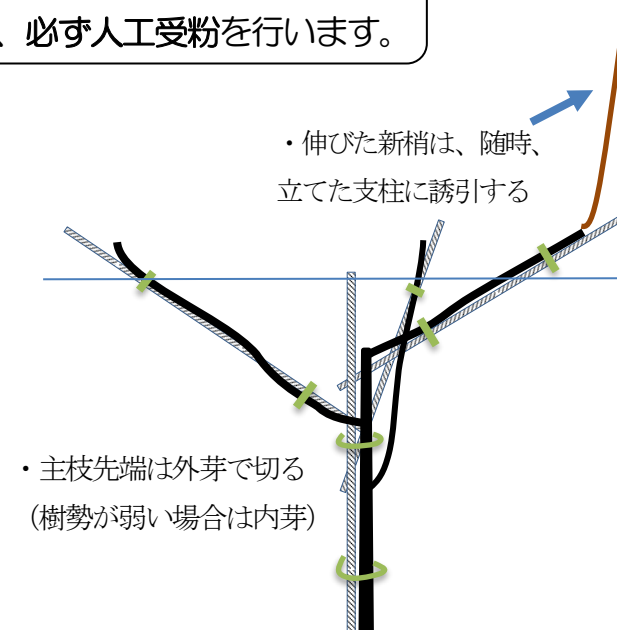 、必ず人工受粉を行います。
・伸びた新梢は、随時、
立てた支柱に誘引する
・主枝先端は外芽で切る
（樹勢が弱い場合は内芽）